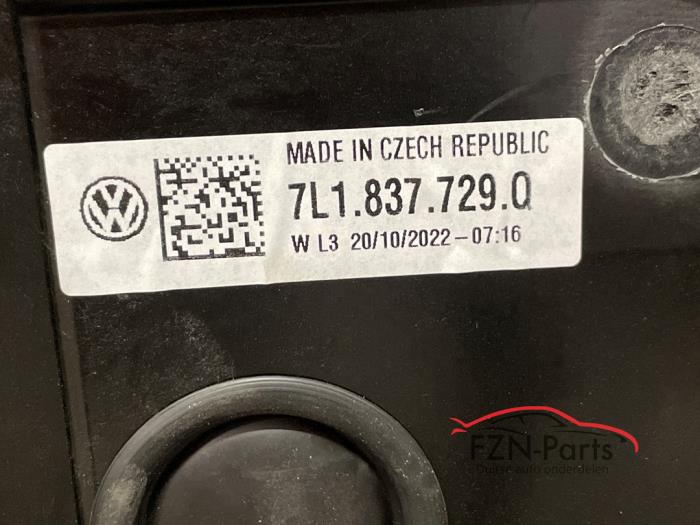 MADE IN CZECH REPUBLIC
7L1.837.729.Q
W L3 20/10/2022-07:16
FZN-Parts
Duitse auto onderdelen